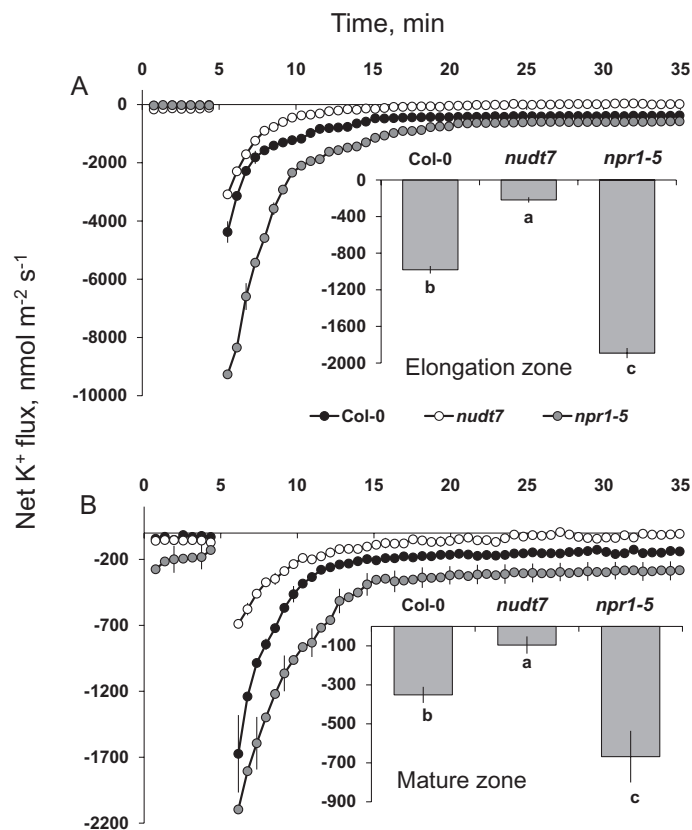 Time, min
A
0 5 10 15 20 25 30 35
0
-2000
-4000
-6000
-8000
-10000
Col-0 nudt7 npr1-5
0
-400
-800
-1200
-1600
-2000
b
a
c
Elongation zone
Col-0 nudt7 npr1-5
Net K+ flux, nmol m-2 s-1
B
0 5 10 15 20 25 30 35
-200
-700
-1200
-1700
-2200
Col-0 nudt7 npr1-5
-100
-300
-500
-700
-900
b
a
c
Mature zone